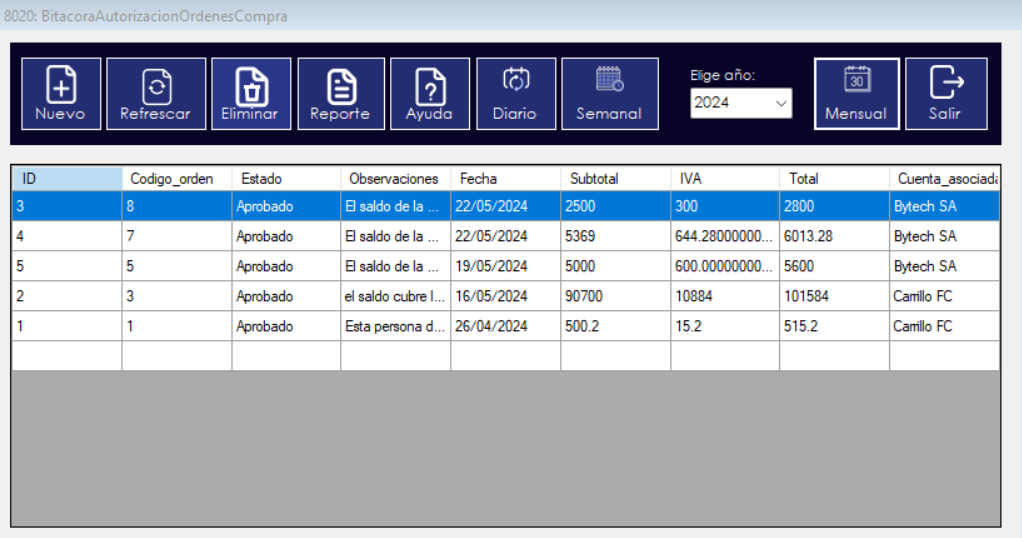 8020: BitacoraAutorizacionOrdenesCompra
Elige año:
2024
30
Nuevo Refrescar Eliminar Reporte Ayuda Diario Semanal Mensual Salir
ID Codigo_orden Estado Observaciones Fecha Subtotal IVA Total Cuenta_asociada
3 8 Aprobado El saldo de la ... 22/05/2024 2500 300 2800 Bytech SA
4 7 Aprobado El saldo de la ... 22/05/2024 5369 644.28000000... 6013.28 Bytech SA
5 5 Aprobado El saldo de la ... 19/05/2024 5000 600.00000000... 5600 Bytech SA
2 3 Aprobado el saldo cubre l... 16/05/2024 90700 10884 101584 Carrillo FC
1 1 Aprobado Esta persona d... 26/04/2024 500.2 15.2 515.2 Carrillo FC